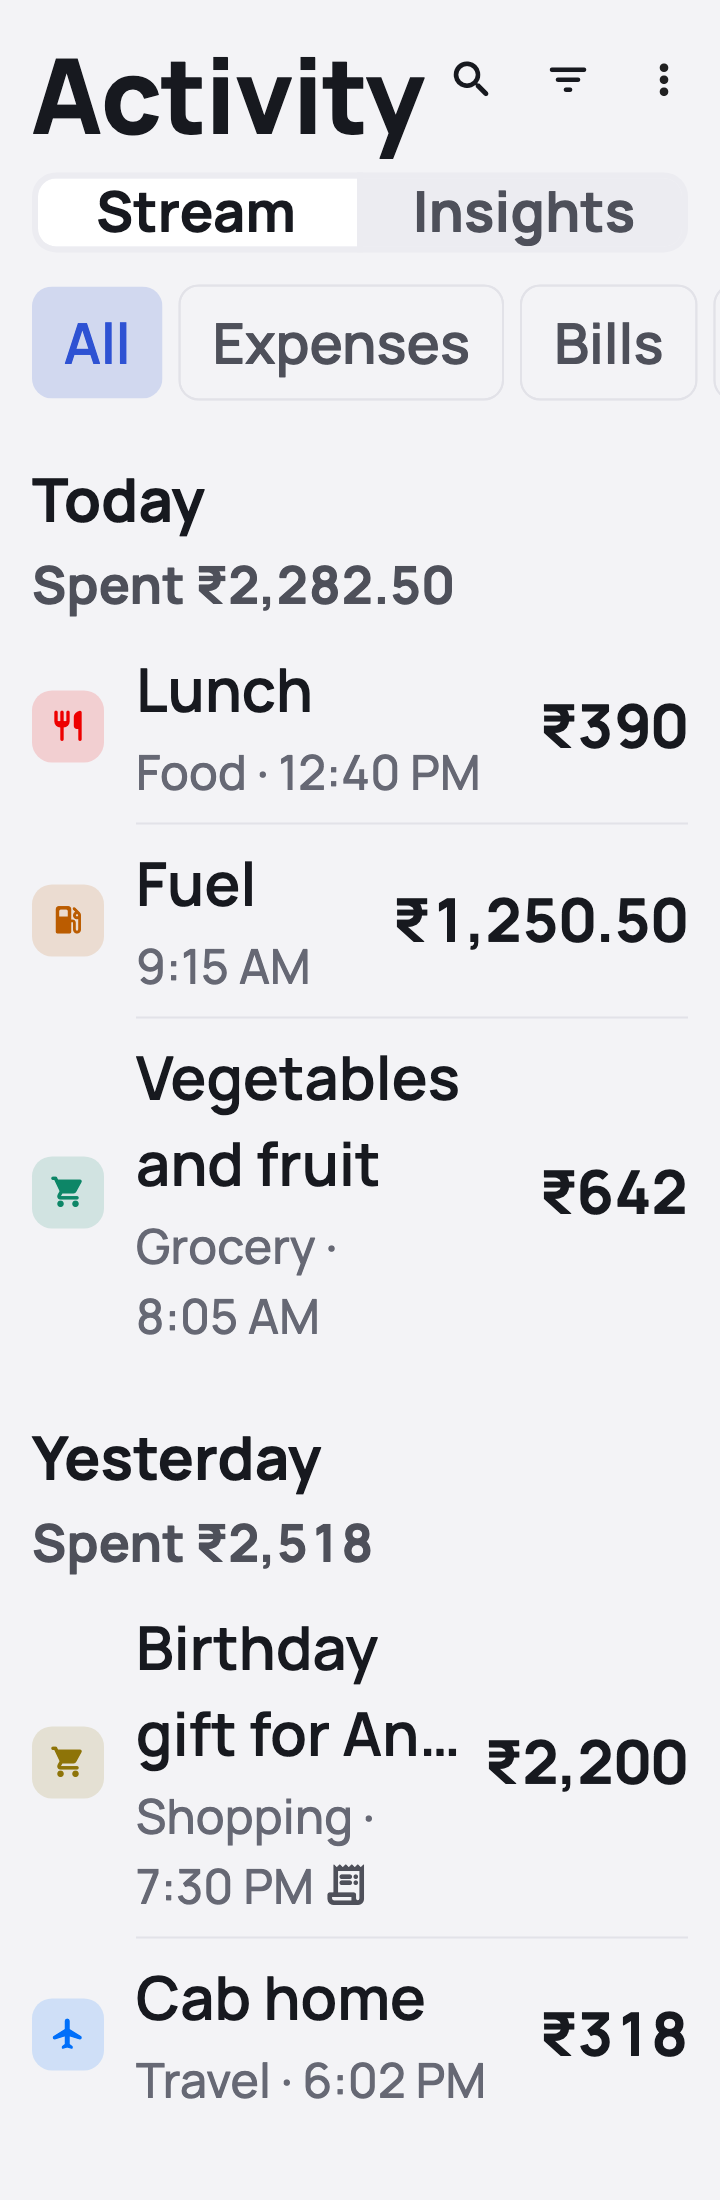 Activity
Stream Insights
All Expenses Bills
Today
Spent ₹2,282.50
Lunch
Food · 12:40 PM
₹390
Fuel
9:15 AM
₹1,250.50
Vegetables
and fruit
Grocery ·
8:05 AM
₹642
Yesterday
Spent ₹2,518
Birthday
gift for An...
Shopping ·
7:30 PM
₹2,200
Cab home
Travel · 6:02 PM
₹318